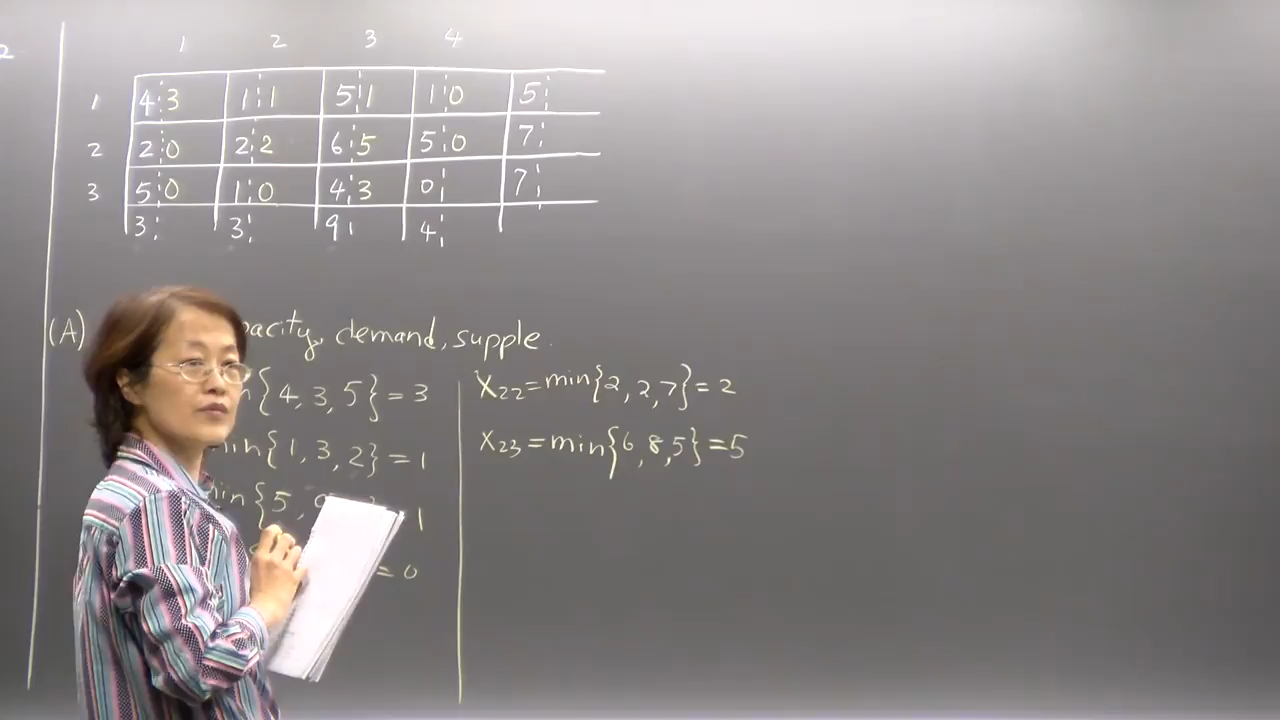 2
1 2 3 4
1 4 3 1 1 5 1 1 0 5
2 2 0 2 2 6 5 5 0 7
3 5 0 1 0 4 3 0 7
3 3 9 4
(A) demand, supple.
{4, 3, 5} = 3
{1, 3, 2} = 1
{5, 1
= 0
X22 = min{2, 2, 7} = 2
X23 = min{6, 8, 5} = 5